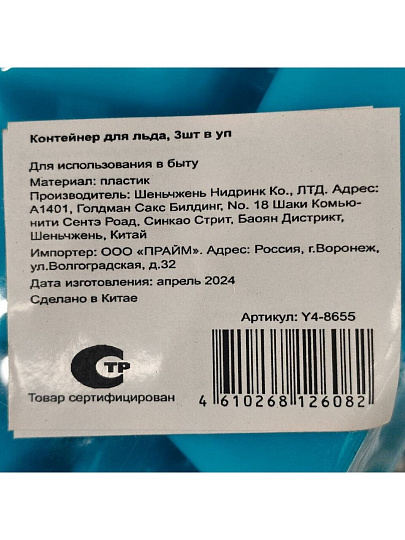 Контейнер для льда, 3шт в уп
Для использования в быту
Материал: пластик
Производитель: Шеньчжень Нидринк Ко., ЛТД. Адрес:
А1401, Голдман Сакс Билдинг, No. 18 Шаки Комью-
нити Сентэ Роад, Синкао Стрит, Баоян Дистрикт,
Шеньчжень, Китай
Импортер: ООО «ПРАЙМ». Адрес: Россия, г.Воронеж,
ул.Волгоградская, д.32
Дата изготовления: апрель 2024
Сделано в Китае
Артикул: Y4-8655
СТР
Товар сертифицирован
4 610268 126082